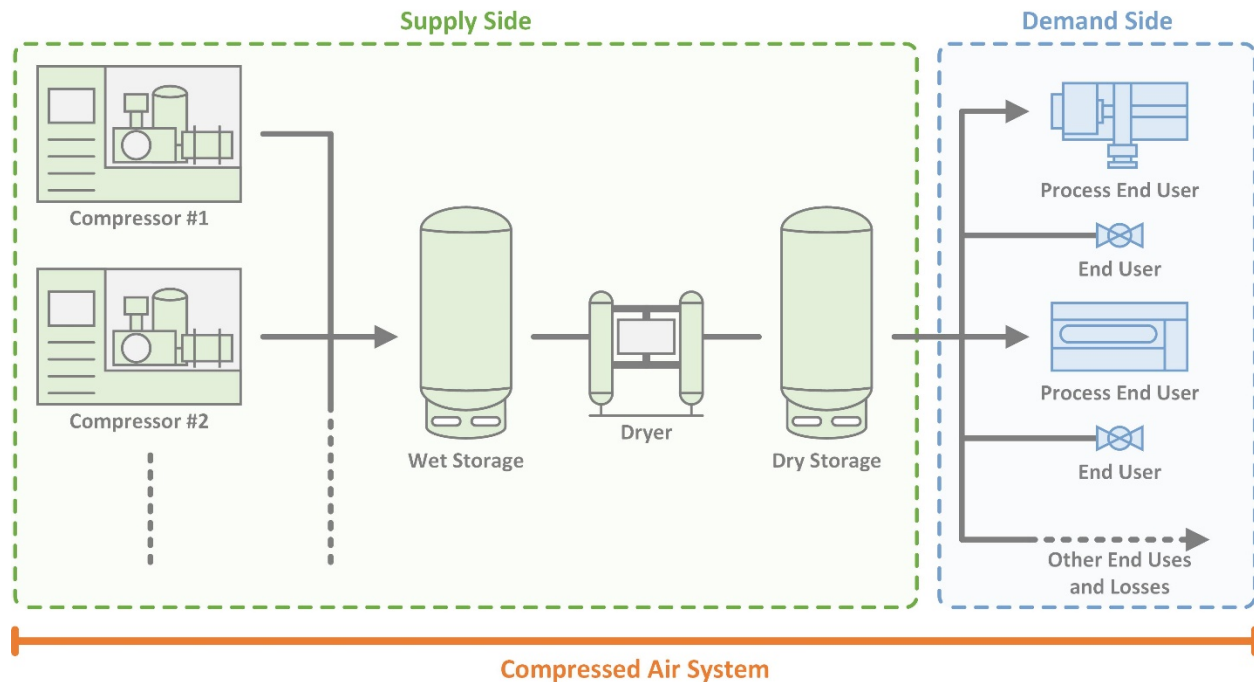 Supply Side
Demand Side
Compressor #1
Compressor #2
Wet Storage
Dryer
Dry Storage
Process End User
End User
Process End User
End User
Other End Uses
and Losses
Compressed Air System